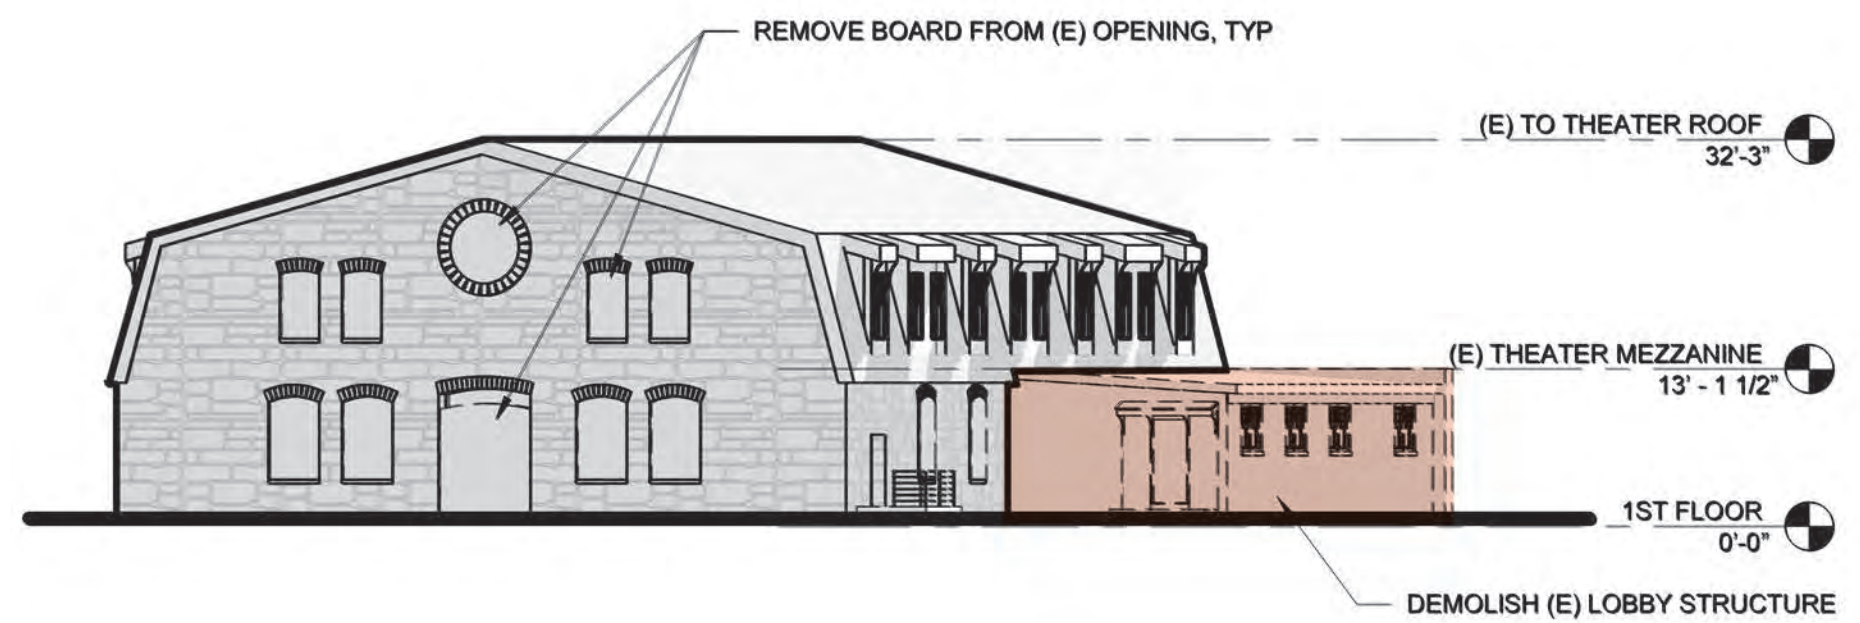 REMOVE BOARD FROM (E) OPENING, TYP
(E) TO THEATER ROOF
32'-3"
(E) THEATER MEZZANINE
13' - 1 1/2"
1ST FLOOR
0'-0"
DEMOLISH (E) LOBBY STRUCTURE